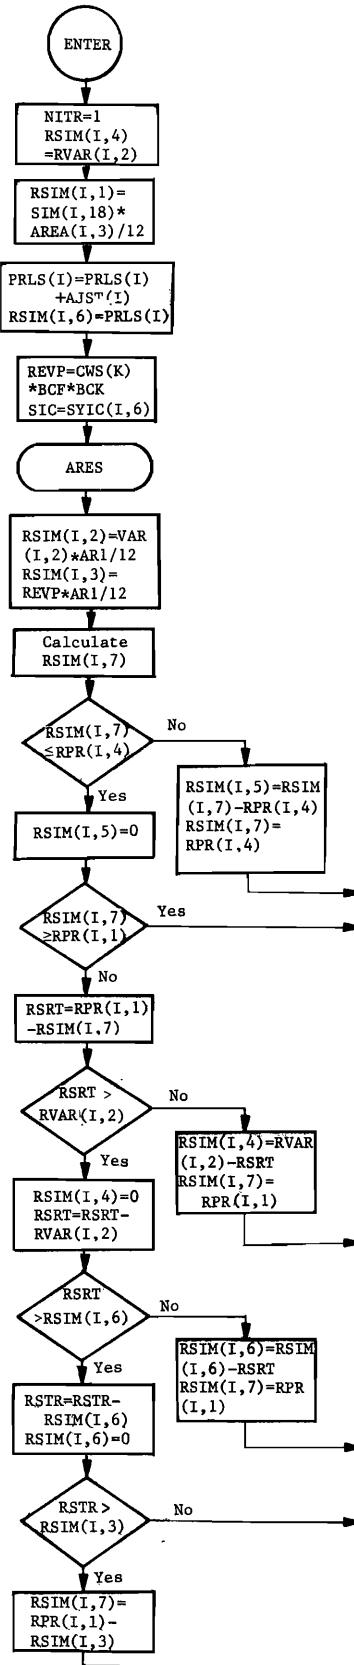 ENTER
NITR=1
RSIM(I,4)
=RVAR(I,2)
RSIM(I,1)=
SIM(I,18)*
AREA(I,3)/12
PRLS(I)=PRLS(I)
+AJST(I)
RSIM(I,6)=PRLS(I)
REVP=CWS(K)
*BCF*BCK
SIC=SYIC(I,6)
ARES
RSIM(I,2)=VAR
(I,2)*AR1/12
RSIM(I,3)=
REVP*AR1/12
Calculate
RSIM(I,7)
RSIM(I,7)
≤RPR(I,4)
No
Yes
RSIM(I,5)=RSIM
(I,7)-RPR(I,4)
RSIM(I,7)=
RPR(I,4)
RSIM(I,5)=0
RSIM(I,7)
≥RPR(I,1)
Yes
No
RSRT=RPR(I,1)
-RSIM(I,7)
RSRT >
RVAR(I,2)
No
Yes
RSIM(I,4)=RVAR
(I,2)-RSRT
RSIM(I,7)=
RPR(I,1)
RSIM(I,4)=0
RSRT=RSRT-
RVAR(I,2)
RSRT
>RSIM(I,6)
No
Yes
RSIM(I,6)=RSIM
(I,6)-RSRT
RSIM(I,7)=RPR
(I,1)
RSTR=RSTR-
RSIM(I,6)
RSIM(I,6)=0
RSTR>
RSIM(I,3)
No
Yes
RSIM(I,7)=
RPR(I,1)-
RSIM(I,3)